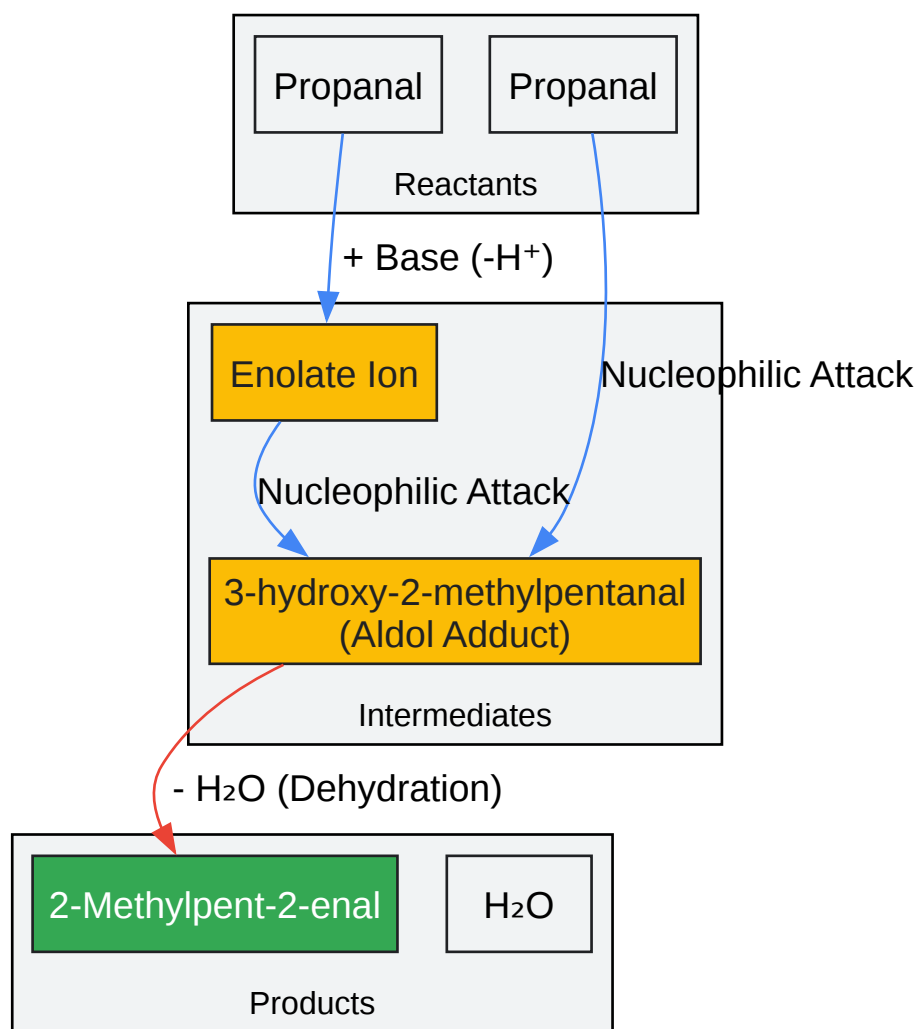 Propanal
Propanal
Reactants
+ Base (-H⁺)
Enolate Ion
Nucleophilic Attack
Nucleophilic Attack
3-hydroxy-2-methylpentanal
(Aldol Adduct)
Intermediates
- H₂O (Dehydration)
2-Methylpent-2-enal
H₂O
Products